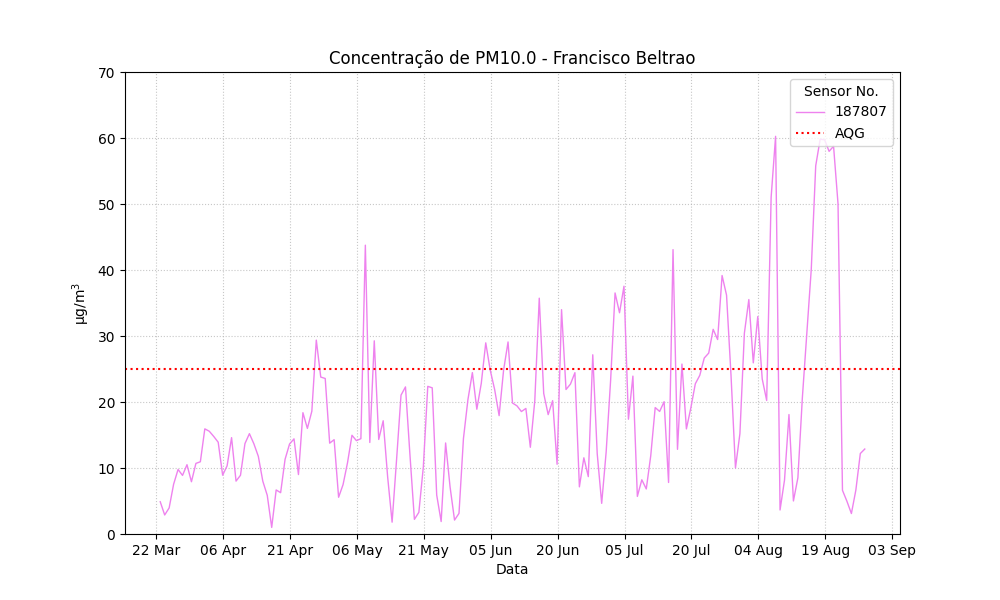 Concentração de PM10.0 - Francisco Beltrao
Sensor No.
187807
AQG
70
60
50
40
30
20
10
0
µg/m³
22 Mar 06 Apr 21 Apr 06 May 21 May 05 Jun 20 Jun 05 Jul 20 Jul 04 Aug 19 Aug 03 Sep
Data